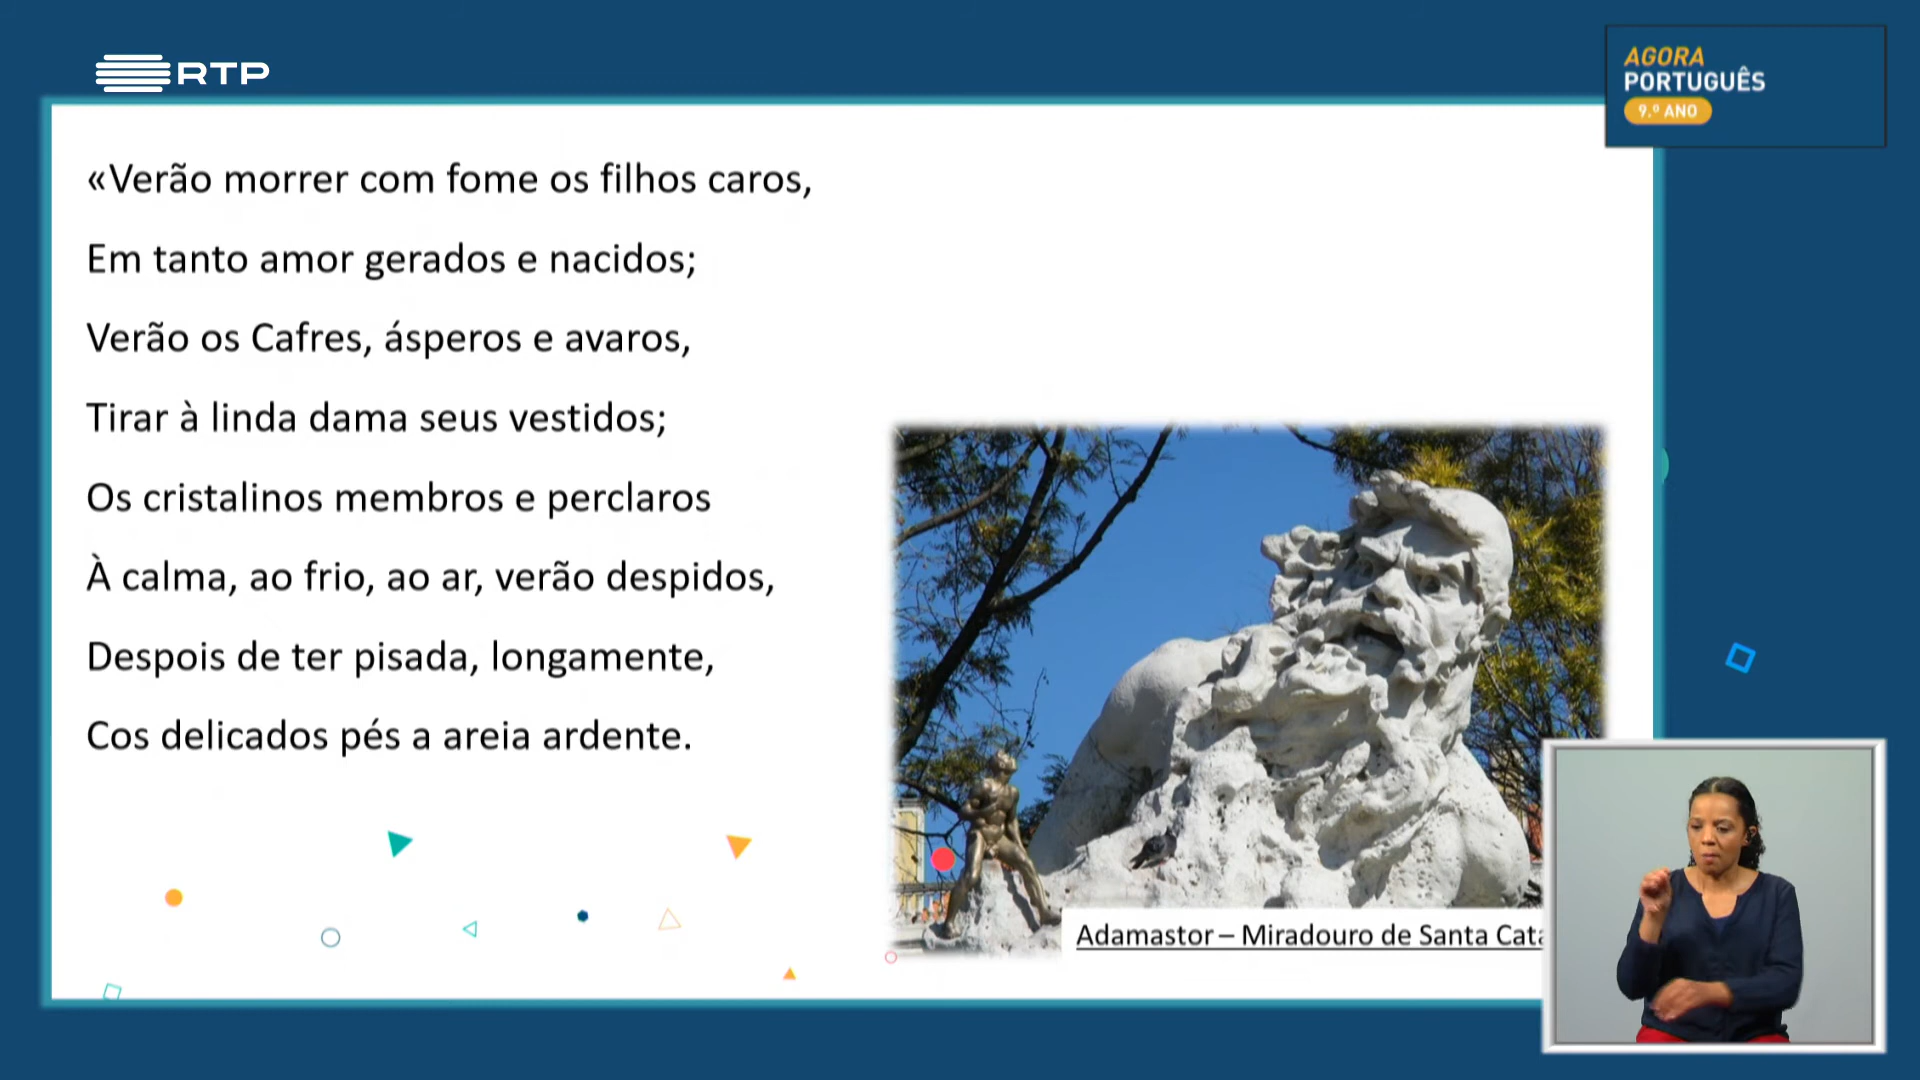 RTP
AGORA
PORTUGUÊS
9.º ANO
«Verão morrer com fome os filhos caros,
Em tanto amor gerados e nacidos;
Verão os Cafres, ásperos e avaros,
Tirar à linda dama seus vestidos;
Os cristalinos membros e perclaros
À calma, ao frio, ao ar, verão despidos,
Despois de ter pisada, longamente,
Cos delicados pés a areia ardente.
Adamastor – Miradouro de Santa Cata